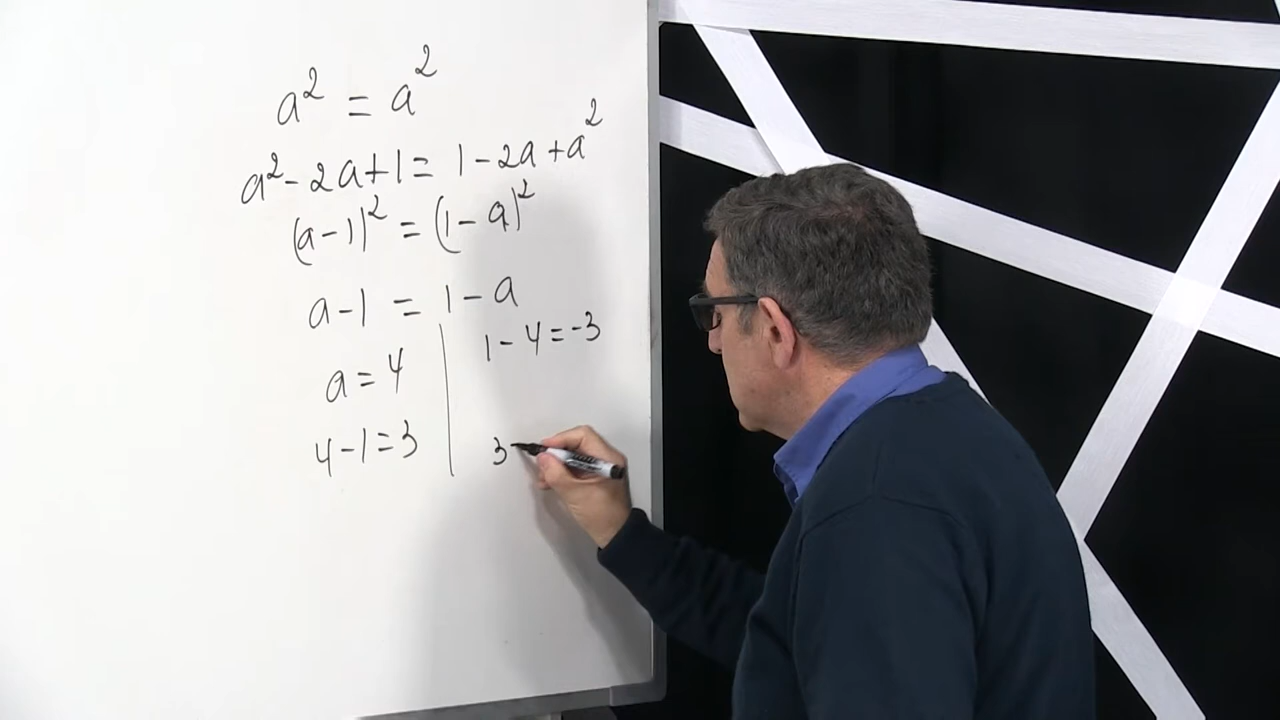 a² = a²
a² - 2a + 1 = 1 - 2a + a²
(a - 1)² = (1 - a)²
a - 1 = 1 - a
1 - 4 = -3
a = 4
4 - 1 = 3
3